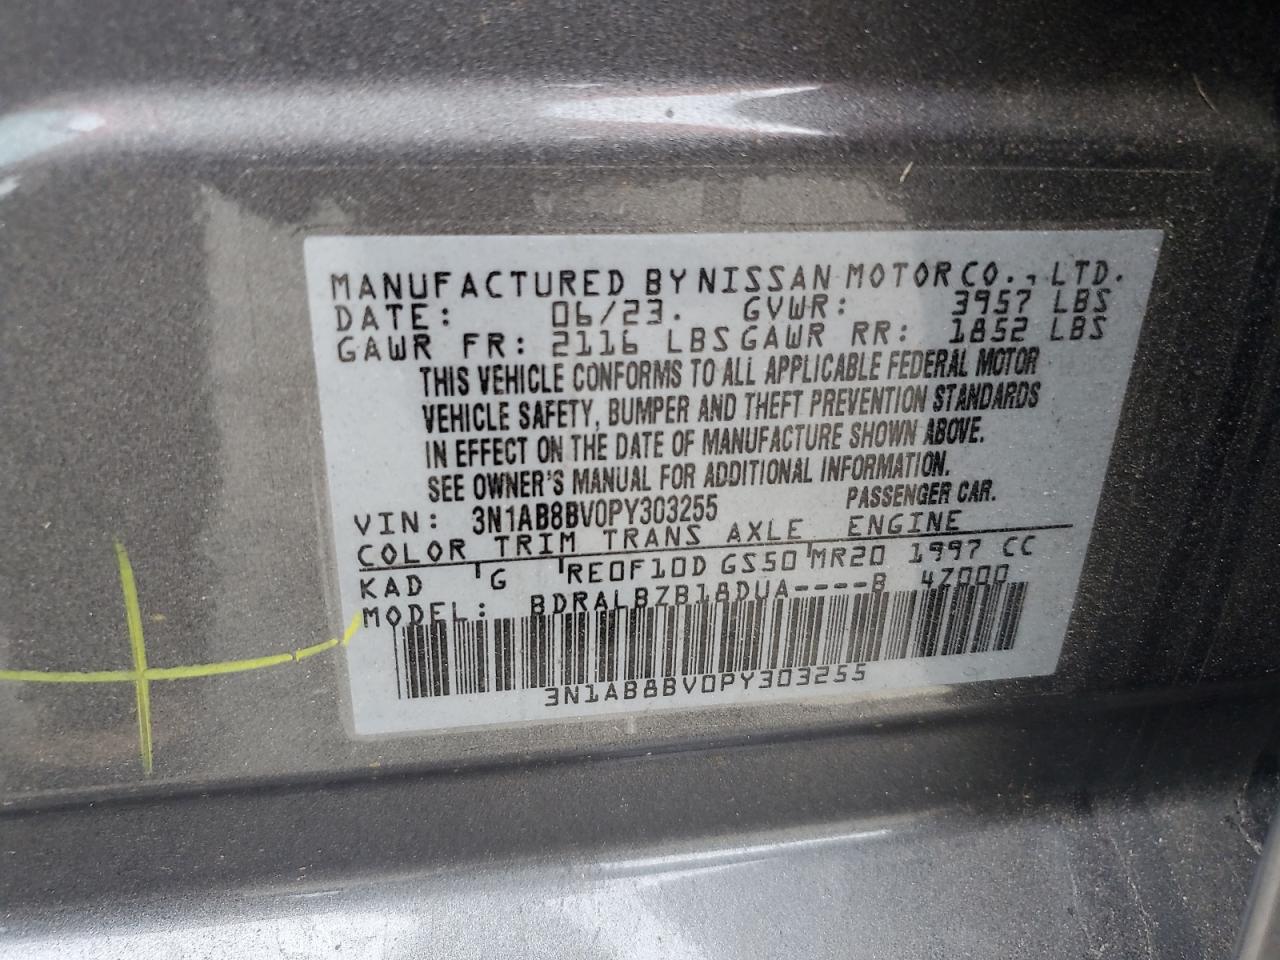 MANUFACTURED BY NISSAN MOTOR CO., LTD.
DATE: 06/23. GVWR: 3957 LBS
GAWR FR: 2116 LBS GAWR RR: 1852 LBS
THIS VEHICLE CONFORMS TO ALL APPLICABLE FEDERAL MOTOR
VEHICLE SAFETY, BUMPER AND THEFT PREVENTION STANDARDS
IN EFFECT ON THE DATE OF MANUFACTURE SHOWN ABOVE.
SEE OWNER'S MANUAL FOR ADDITIONAL INFORMATION.
VIN: 3N1AB8BV0PY303255 PASSENGER CAR.
COLOR TRIM TRANS AXLE ENGINE
KAD G RE0F10D GS50 MR20 1997 CC
MODEL: BDRALBZB18DUA----B 4Z000
3N1AB8BV0PY303255